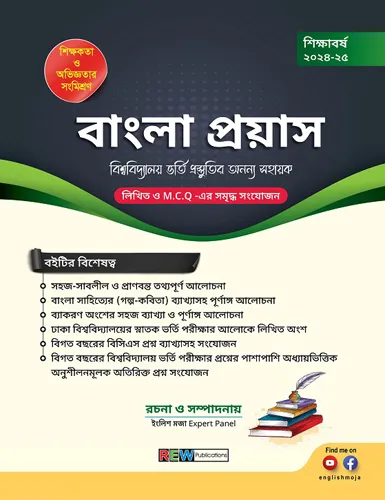 শিক্ষকতা
ও
অভিজ্ঞতার
সংমিশ্রণ
শিক্ষাবর্ষ
২০২৪-২৫
বাংলা প্রয়াস
বিশ্ববিদ্যালয় ভর্তি প্রস্তুতির অনন্য সহায়ক
লিখিত ও M.C.Q -এর সমৃদ্ধ সংযোজন
বইটির বিশেষত্ব
সহজ-সাবলীল ও প্রাণবন্ত তথ্যপূর্ণ আলোচনা
বাংলা সাহিত্যের (গল্প-কবিতা) ব্যাখ্যাসহ পূর্ণাঙ্গ আলোচনা
ব্যাকরণ অংশের সহজ ব্যাখ্যা ও পূর্ণাঙ্গ আলোচনা
ঢাকা বিশ্ববিদ্যালয়ের স্নাতক ভর্তি পরীক্ষার আলোকে লিখিত অংশ
বিগত বছরের বিসিএস প্রশ্ন ব্যাখ্যাসহ সংযোজন
বিগত বছরের বিশ্ববিদ্যালয় ভর্তি পরীক্ষার প্রশ্নের পাশাপাশি অধ্যায়ভিত্তিক
অনুশীলনমূলক অতিরিক্ত প্রশ্ন সংযোজন
রচনা ও সম্পাদনায়
ইংলিশ মজা Expert Panel
REW Publications
Find me on
englishmoja